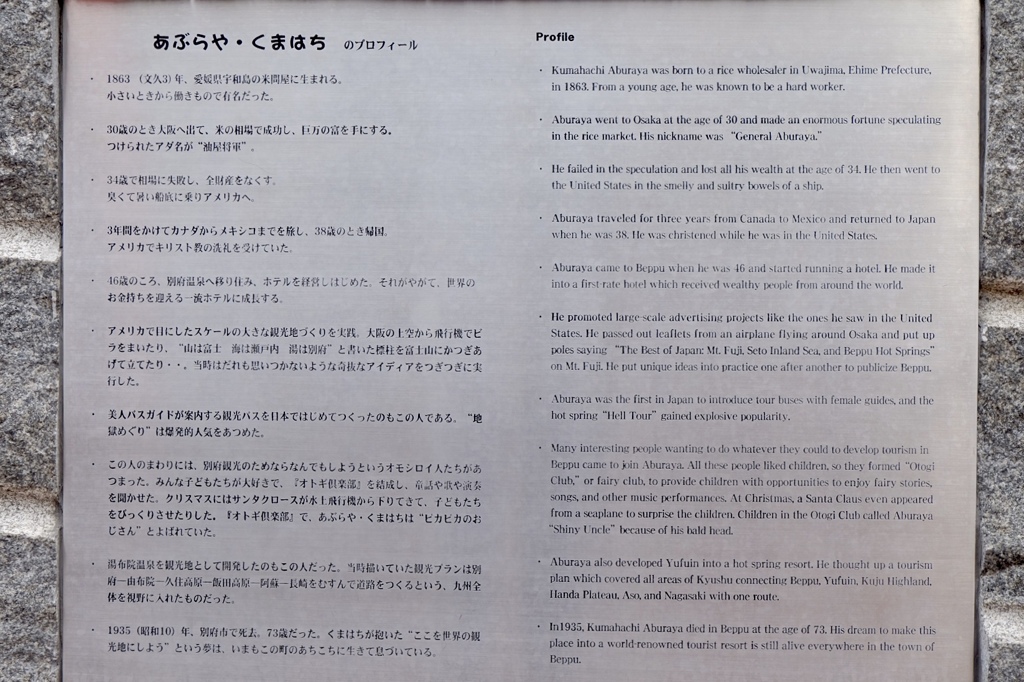 あぶらや・くまはち のプロフィール
・ 1863 （文久3）年、愛媛県宇和島の米問屋に生まれる。
小さいときから働きもので有名だった。
・ 30歳のとき大阪へ出て、米の相場で成功し、巨万の富を手にする。
つけられたアダ名が“油屋将軍”。
・ 34歳で相場に失敗し、全財産をなくす。
臭くて暑い船底に乗りアメリカへ。
・ 3年間をかけてカナダからメキシコまでを旅し、38歳のとき帰国。
アメリカでキリスト教の洗礼を受けていた。
・ 46歳のころ、別府温泉へ移り住み、ホテルを経営しはじめた。それがやがて、世界の
お金持ちを迎える一流ホテルに成長する。
・ アメリカで目にしたスケールの大きな観光地づくりを実践。大阪の上空から飛行機でビ
ラをまいたり、“山は富士　海は瀬戸内　湯は別府”と書いた標柱を富士山にかつぎあ
げて立てたり・・。当時はだれも思いつかないような奇抜なアイディアをつぎつぎに実
行した。
・ 美人バスガイドが案内する観光バスを日本ではじめてつくったのもこの人である。“地
獄めぐり”は爆発的人気をあつめた。
・ この人のまわりには、別府観光のためならなんでもしようというオモシロイ人たちがあ
つまった。みんな子どもたちが大好きで、『オトギ倶楽部』を結成し、童話や歌や演奏
を聞かせた。クリスマスにはサンタクロースが水上飛行機から下りてきて、子どもたち
をびっくりさせたりした。『オトギ倶楽部』で、あぶらや・くまはちは“ピカピカのお
じさん”とよばれていた。
・ 湯布院温泉を観光地として開発したのもこの人だった。当時描いていた観光プランは別
府―由布院―久住高原―飯田高原―阿蘇―長崎をむすんで道路をつくるという、九州全
体を視野に入れたものだった。
・ 1935（昭和10）年、別府市で死去。73歳だった。くまはちが抱いた“ここを世界の観
光地にしよう”という夢は、いまもこの町のあちこちに生きて息づいている。
Profile
・ Kumahachi Aburaya was born to a rice wholesaler in Uwajima, Ehime Prefecture,
in 1863. From a young age, he was known to be a hard worker.
・ Aburaya went to Osaka at the age of 30 and made an enormous fortune speculating
in the rice market. His nickname was “General Aburaya.”
・ He failed in the speculation and lost all his wealth at the age of 34. He then went to
the United States in the smelly and sultry bowels of a ship.
・ Aburaya traveled for three years from Canada to Mexico and returned to Japan
when he was 38. He was christened while he was in the United States.
・ Aburaya came to Beppu when he was 46 and started running a hotel. He made it
into a first-rate hotel which received wealthy people from around the world.
・ He promoted large-scale advertising projects like the ones he saw in the United
States. He passed out leaflets from an airplane flying around Osaka and put up
poles saying “The Best of Japan: Mt. Fuji, Seto Inland Sea, and Beppu Hot Springs”
on Mt. Fuji. He put unique ideas into practice one after another to publicize Beppu.
・ Aburaya was the first in Japan to introduce tour buses with female guides, and the
hot spring “Hell Tour” gained explosive popularity.
・ Many interesting people wanting to do whatever they could to develop tourism in
Beppu came to join Aburaya. All these people liked children, so they formed “Otogi
Club,” or fairy club, to provide children with opportunities to enjoy fairy stories,
songs, and other music performances. At Christmas, a Santa Claus even appeared
from a seaplane to surprise the children. Children in the Otogi Club called Aburaya
“Shiny Uncle” because of his bald head.
・ Aburaya also developed Yufuin into a hot spring resort. He thought up a tourism
plan which covered all areas of Kyushu connecting Beppu, Yufuin, Kuju Highland,
Handa Plateau, Aso, and Nagasaki with one route.
・ In1935, Kumahachi Aburaya died in Beppu at the age of 73. His dream to make this
place into a world-renowned tourist resort is still alive everywhere in the town of
Beppu.